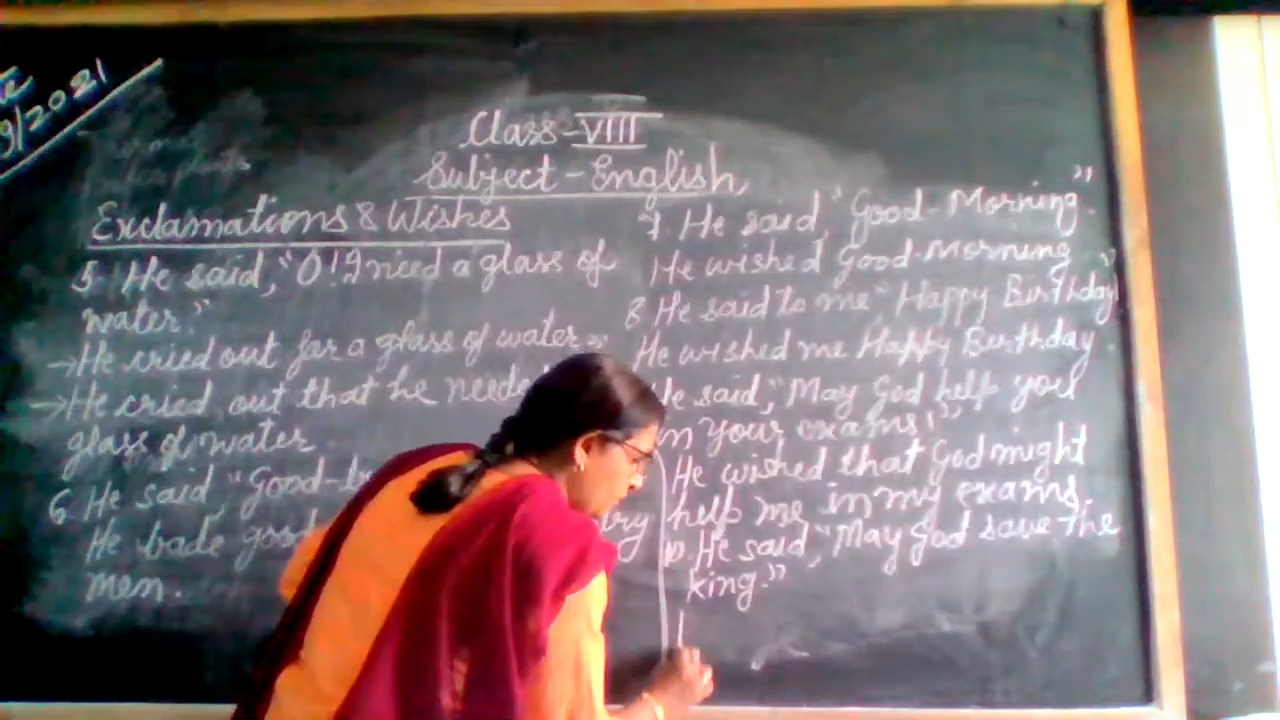 9/2021
Class-VIII
Subject-English
Exclamations & Wishes
5. He said, "O! I need a glass of
water."
→He cried out for a glass of water
→He cried out that he neede
glass of water.
6. He said "Good-b
He bade good
men.
7. He said, "Good-Morning."
He wished Good-Morning
8. He said to me "Happy Birthday"
He wished me Happy Birthday.
He said, "May God help you
in your exams!"
He wished that God might
help me in my exams.
10. He said, "May God save the
king."